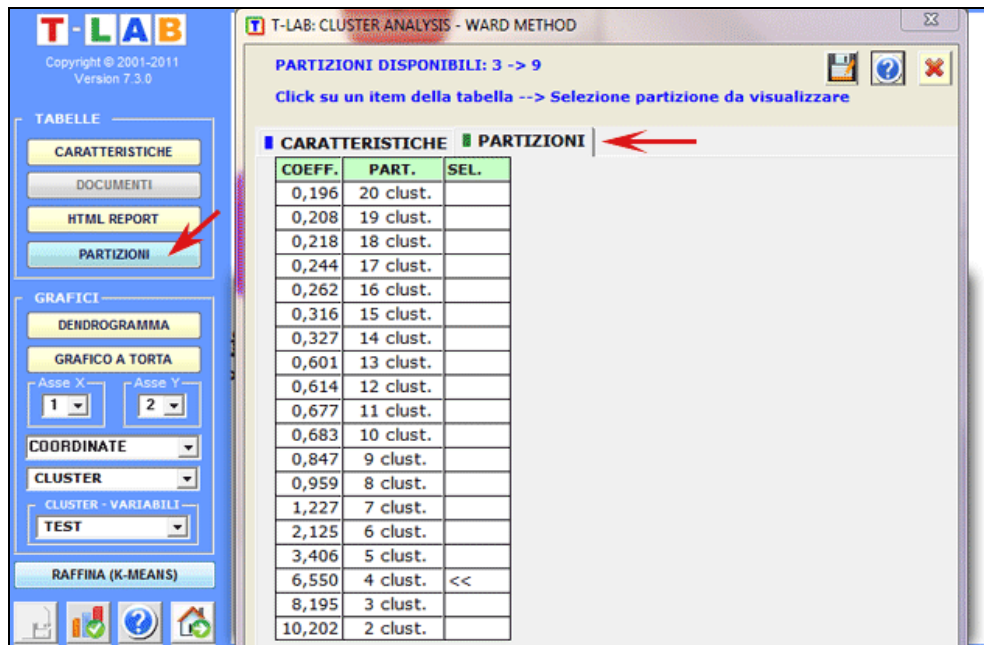 T-LAB
Copyright © 2001-2011
Version 7.3.0
TABELLE
CARATTERISTICHE
DOCUMENTI
HTML REPORT
PARTIZIONI
GRAFICI
DENDROGRAMMA
GRAFICO A TORTA
Asse X
Asse Y
1
2
COORDINATE
CLUSTER
CLUSTER - VARIABILI
TEST
RAFFINA (K-MEANS)
T-LAB: CLUSTER ANALYSIS - WARD METHOD
PARTIZIONI DISPONIBILI: 3 -> 9
Click su un item della tabella --> Selezione partizione da visualizzare
CARATTERISTICHE PARTIZIONI
COEFF. PART. SEL.
0,196 20 clust.
0,208 19 clust.
0,218 18 clust.
0,244 17 clust.
0,262 16 clust.
0,316 15 clust.
0,327 14 clust.
0,601 13 clust.
0,614 12 clust.
0,677 11 clust.
0,683 10 clust.
0,847 9 clust.
0,959 8 clust.
1,227 7 clust.
2,125 6 clust.
3,406 5 clust.
6,550 4 clust. <<
8,195 3 clust.
10,202 2 clust.